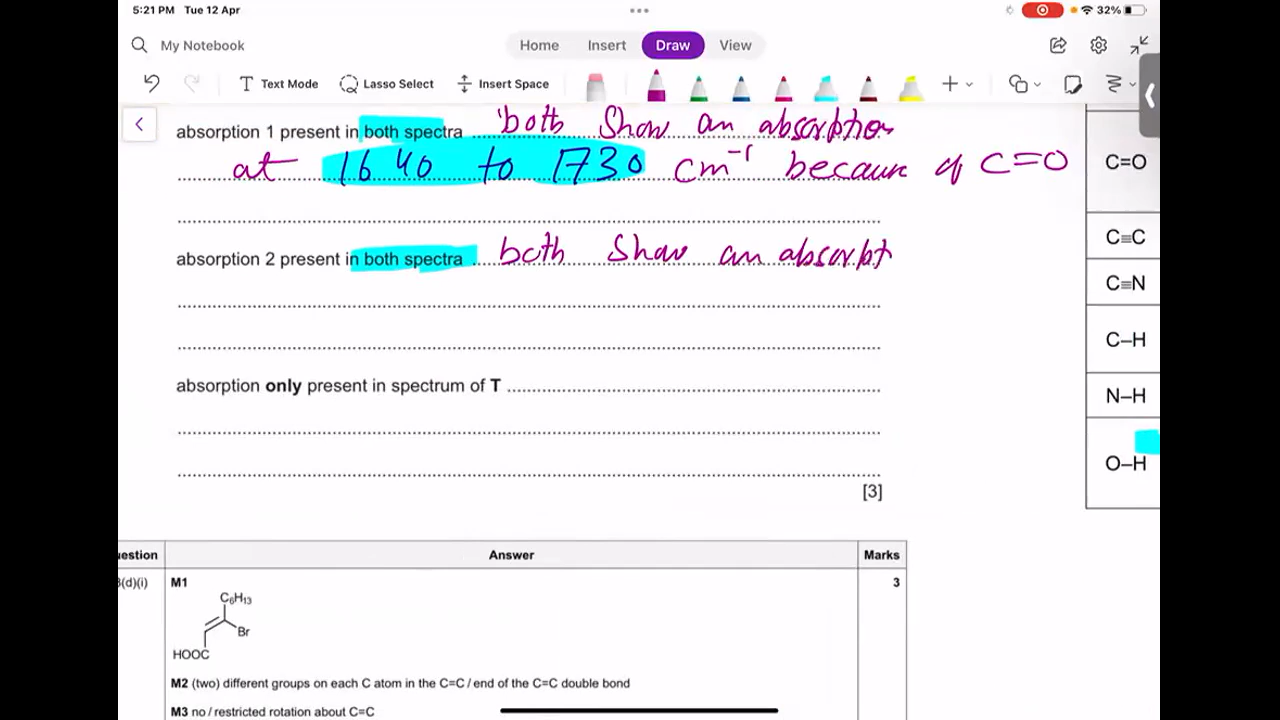 5:21 PM Tue 12 Apr
32%
My Notebook
Home Insert Draw View
Text Mode Lasso Select Insert Space
absorption 1 present in both spectra both show an absorption
at 1640 to 1730 cm⁻¹ because of C=O
absorption 2 present in both spectra both show an absorpt
absorption only present in spectrum of T
[3]
C=O
C≡C
C≡N
C–H
N–H
O–H
uestion Answer Marks
(d)(i) M1 3
C₆H₁₃
Br
HOOC
M2 (two) different groups on each C atom in the C=C / end of the C=C double bond
M3 no / restricted rotation about C=C